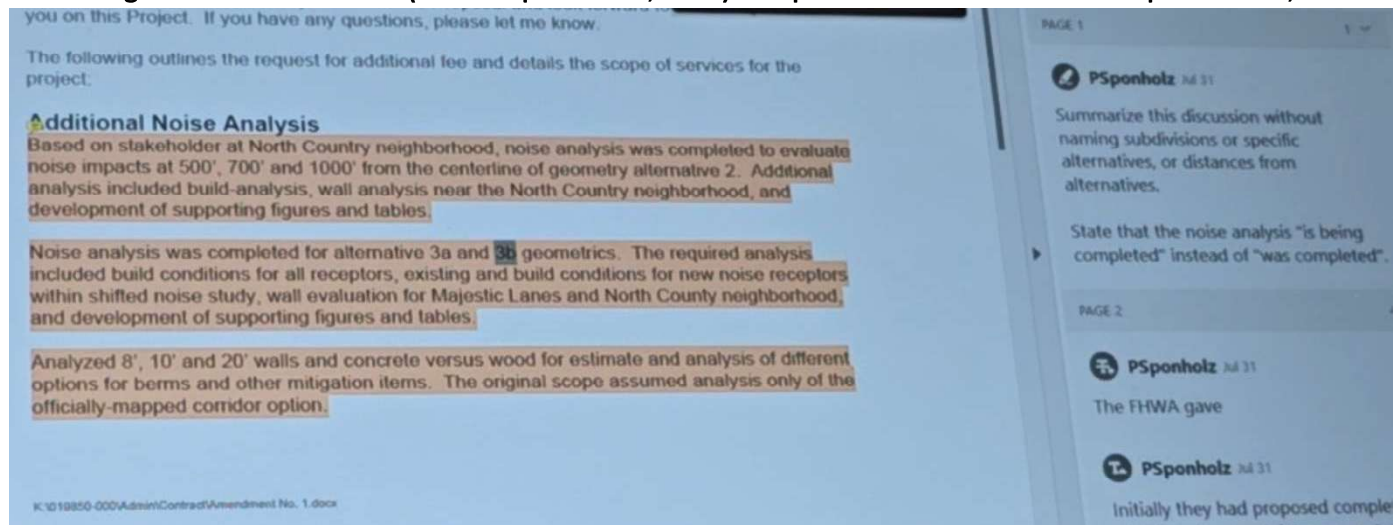 you on this Project. If you have any questions, please let me know.
The following outlines the request for additional fee and details the scope of services for the
project:
Additional Noise Analysis
Based on stakeholder at North Country neighborhood, noise analysis was completed to evaluate
noise impacts at 500', 700' and 1000' from the centerline of geometry alternative 2. Additional
analysis included build-analysis, wall analysis near the North Country neighborhood, and
development of supporting figures and tables.
Noise analysis was completed for alternative 3a and 3b geometrics. The required analysis
included build conditions for all receptors, existing and build conditions for new noise receptors
within shifted noise study, wall evaluation for Majestic Lanes and North County neighborhood,
and development of supporting figures and tables.
Analyzed 8', 10' and 20' walls and concrete versus wood for estimate and analysis of different
options for berms and other mitigation items. The original scope assumed analysis only of the
officially-mapped corridor option.
K:\019850-000\Admin\Contract\Amendment No. 1.docx
PAGE 1
1
PSponholz Jul 31
Summarize this discussion without
naming subdivisions or specific
alternatives, or distances from
alternatives.
State that the noise analysis "is being
completed" instead of "was completed".
PAGE 2
PSponholz Jul 31
The FHWA gave
PSponholz Jul 31
Initially they had proposed